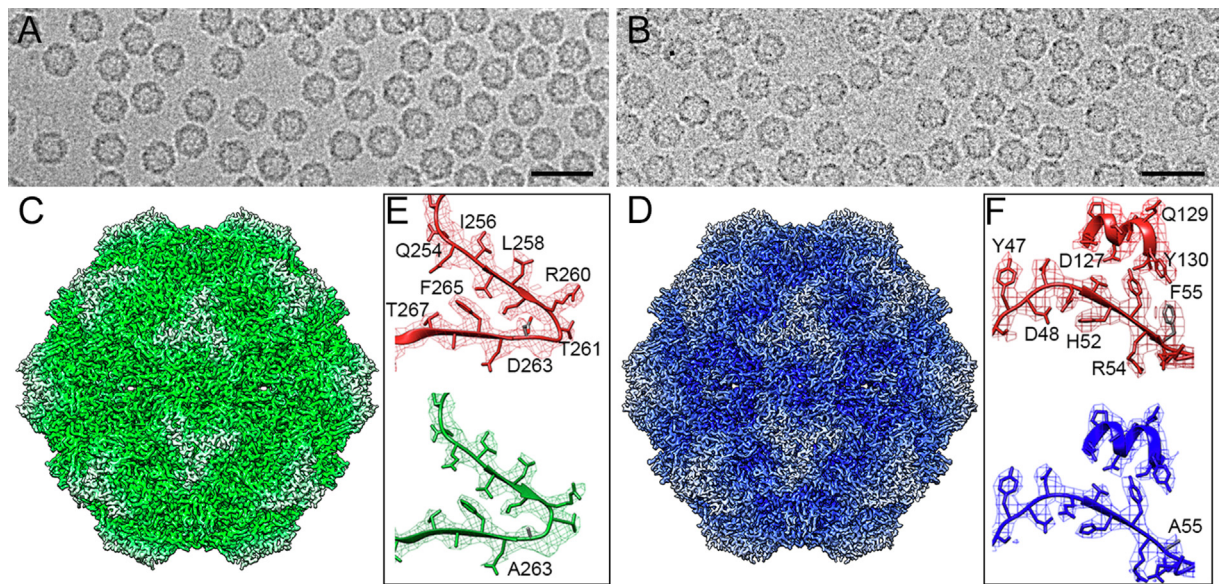 A
B
C
E
I256
Q254
L258
R260
F265
T267
T261
D263
A263
D
F
Q129
Y47
D127
Y130
F55
D48
H52
R54
A55